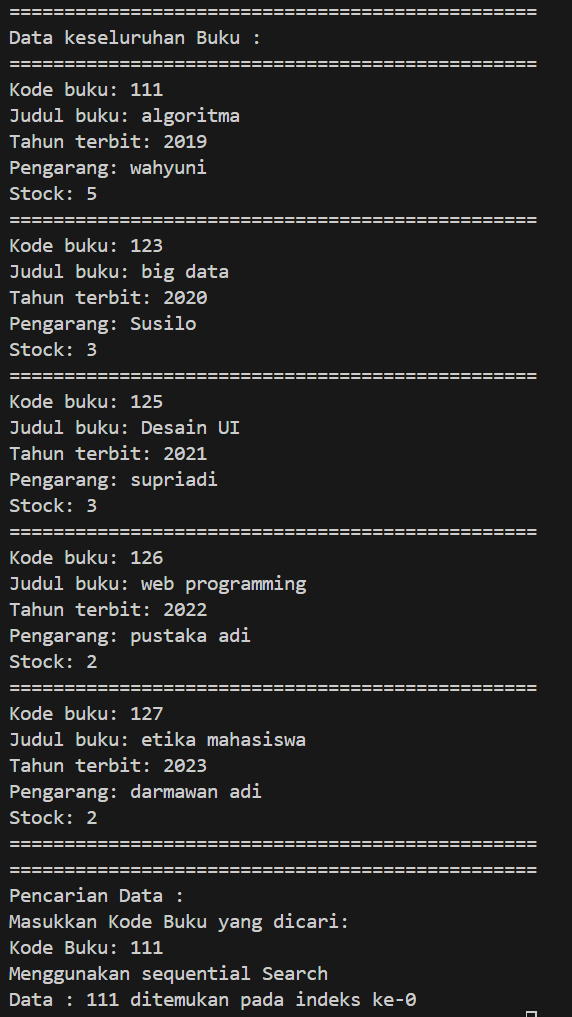 ================================================
Data keseluruhan Buku :
================================================
Kode buku: 111
Judul buku: algoritma
Tahun terbit: 2019
Pengarang: wahyuni
Stock: 5
================================================
Kode buku: 123
Judul buku: big data
Tahun terbit: 2020
Pengarang: Susilo
Stock: 3
================================================
Kode buku: 125
Judul buku: Desain UI
Tahun terbit: 2021
Pengarang: supriadi
Stock: 3
================================================
Kode buku: 126
Judul buku: web programming
Tahun terbit: 2022
Pengarang: pustaka adi
Stock: 2
================================================
Kode buku: 127
Judul buku: etika mahasiswa
Tahun terbit: 2023
Pengarang: darmawan adi
Stock: 2
================================================
================================================
Pencarian Data :
Masukkan Kode Buku yang dicari:
Kode Buku: 111
Menggunakan sequential Search
Data : 111 ditemukan pada indeks ke-0